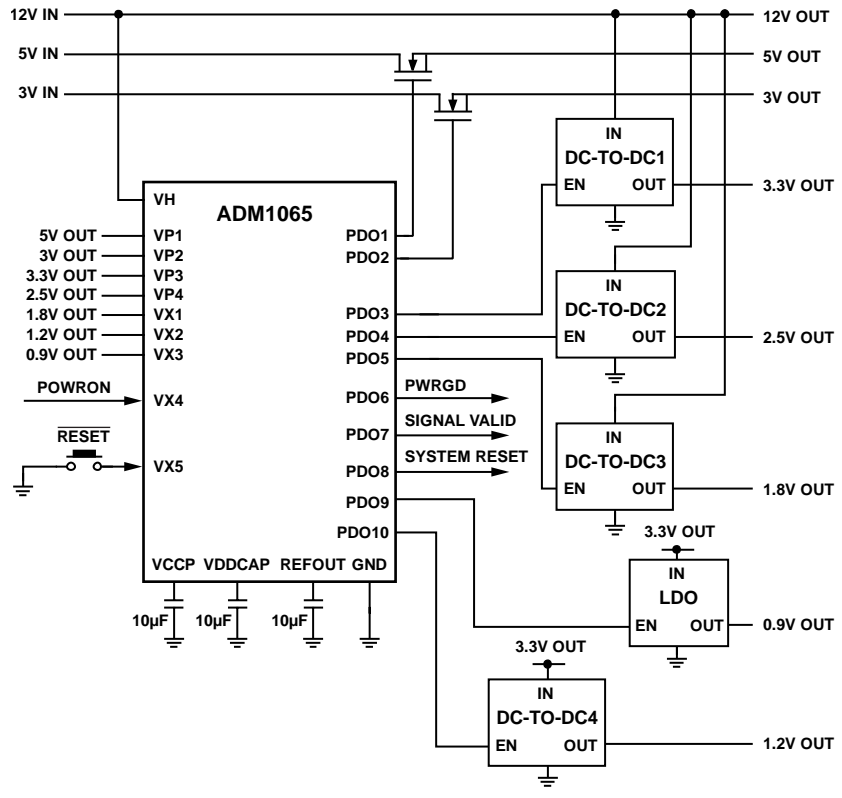 12V IN
12V OUT
5V IN
5V OUT
3V IN
3V OUT
IN
DC-TO-DC1
EN OUT
3.3V OUT
VH
ADM1065
5V OUT VP1
3V OUT VP2
3.3V OUT VP3
2.5V OUT VP4
1.8V OUT VX1
1.2V OUT VX2
0.9V OUT VX3
POWRON
VX4
RESET
VX5
PDO1
PDO2
PDO3
PDO4
PDO5
PDO6
PWRGD
PDO7
SIGNAL VALID
PDO8
SYSTEM RESET
PDO9
PDO10
VCCP VDDCAP REFOUT GND
10µF 10µF 10µF
IN
DC-TO-DC2
EN OUT
2.5V OUT
IN
DC-TO-DC3
EN OUT
1.8V OUT
3.3V OUT
IN
LDO
EN OUT
0.9V OUT
3.3V OUT
IN
DC-TO-DC4
EN OUT
1.2V OUT